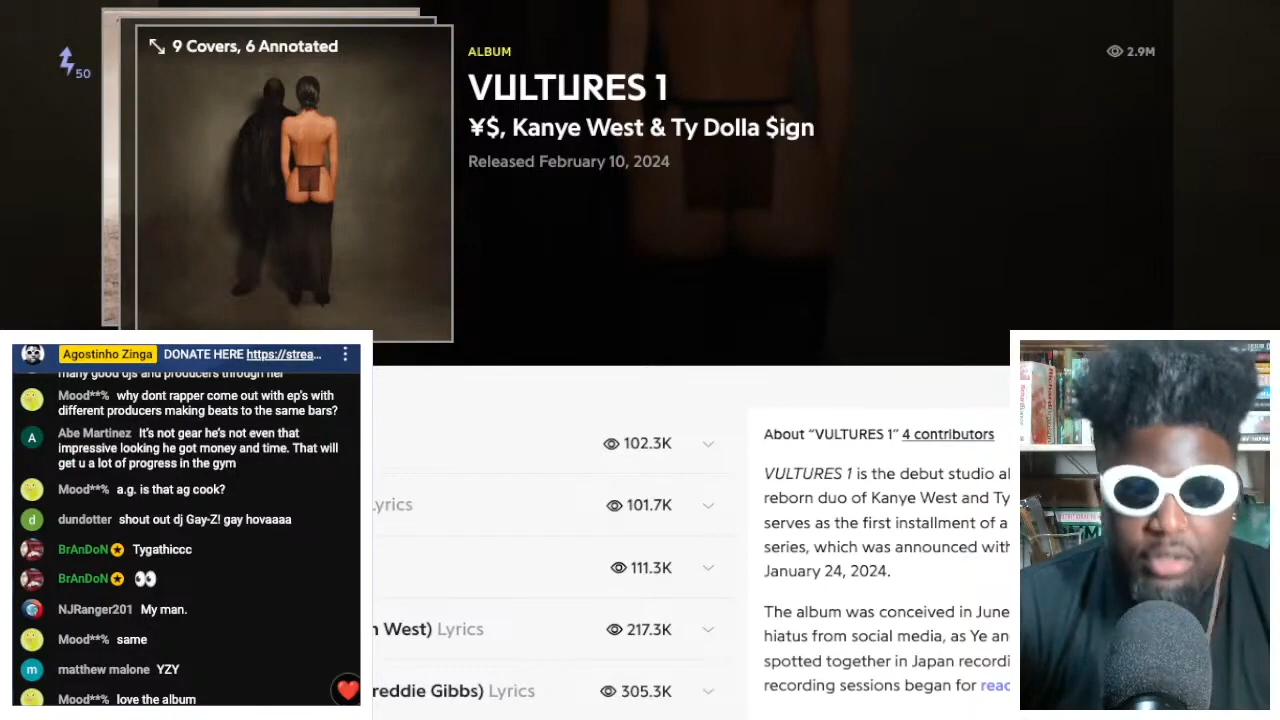 9 Covers, 6 Annotated
50
ALBUM
2.9M
VULTURES 1
¥$, Kanye West & Ty Dolla $ign
Released February 10, 2024
Agostinho Zinga DONATE HERE https://strea...
many good djs and producers through her
Mood**% why dont rapper come out with ep's with
different producers making beats to the same bars?
Abe Martinez It's not gear he's not even that
impressive looking he got money and time. That will
get u a lot of progress in the gym
Mood**% a.g. is that ag cook?
dundotter shout out dj Gay-Z! gay hovaaaa
BrAnDoN Tygathiccc
BrAnDoN 👀
NJRanger201 My man.
Mood**% same
matthew malone YZY
Mood**% love the album
102.3K
Lyrics 101.7K
111.3K
n West) Lyrics 217.3K
reddie Gibbs) Lyrics 305.3K
About “VULTURES 1” 4 contributors
VULTURES 1 is the debut studio al
reborn duo of Kanye West and Ty
serves as the first installment of a
series, which was announced with
January 24, 2024.
The album was conceived in June
hiatus from social media, as Ye an
spotted together in Japan recordi
recording sessions began for reac